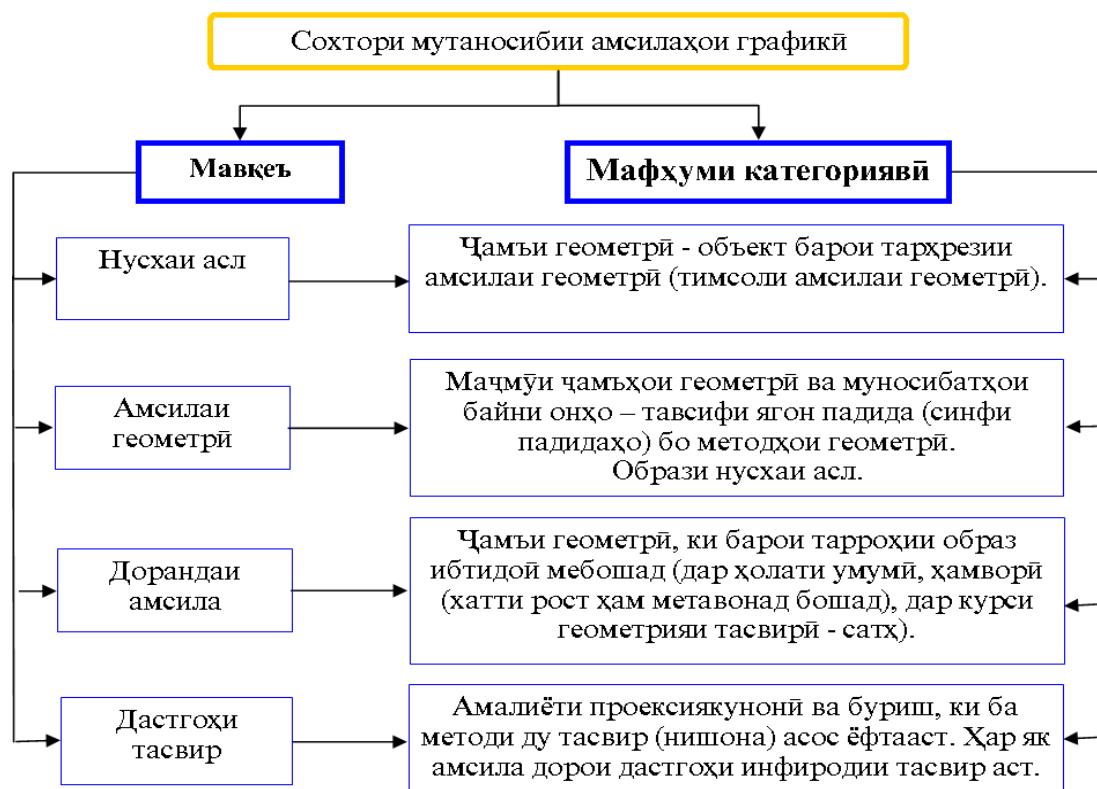 Сохтори мутаносибии амсилаҳои графикӣ
Мавқеъ
Мафҳуми категориявӣ
Нусхаи асл
Ҷамъи геометрӣ - объект барои тарҳрезии
амсилаи геометрӣ (тимсоли амсилаи геометрӣ).
Амсилаи
геометрӣ
Маҷмӯи ҷамъҳои геометрӣ ва муносибатҳои
байни онҳо – тавсифи ягон падида (синфи
падидаҳо) бо методҳои геометрӣ.
Образи нусхаи асл.
Дорандаи
амсила
Ҷамъи геометрӣ, ки барои тарроҳии образ
ибтидоӣ мебошад (дар ҳолати умумӣ, ҳамворӣ
(хатти рост ҳам метавонад бошад), дар курси
геометрияи тасвирӣ - сатҳ).
Дастгоҳи
тасвир
Амалиёти проексиякунонӣ ва буриш, ки ба
методи ду тасвир (нишона) асос ёфтааст. Ҳар як
амсила дорои дастгоҳи инфиродии тасвир аст.